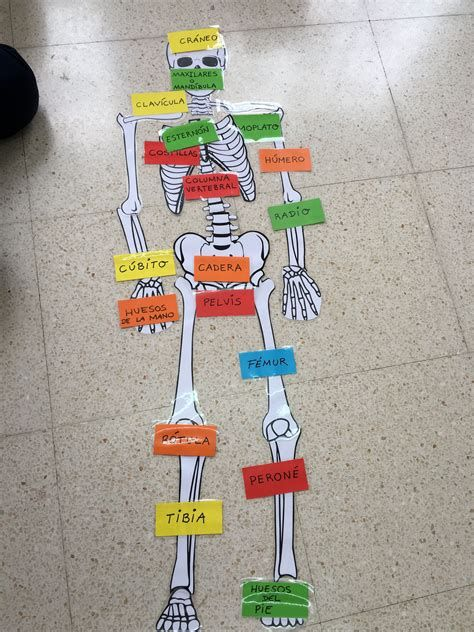 CRÁNEO
MAXILARES
O
MANDÍBULA
CLAVÍCULA
ESTERNÓN
MOPLATO
COSTILLAS
HÚMERO
COLUMNA
VERTEBRAL
RADIO
CÚBITO
CADERA
HUESOS
DE LA MANO
PELVIS
FÉMUR
RÓTULA
PERONÉ
TIBIA
HUESOS
DEL
PIE